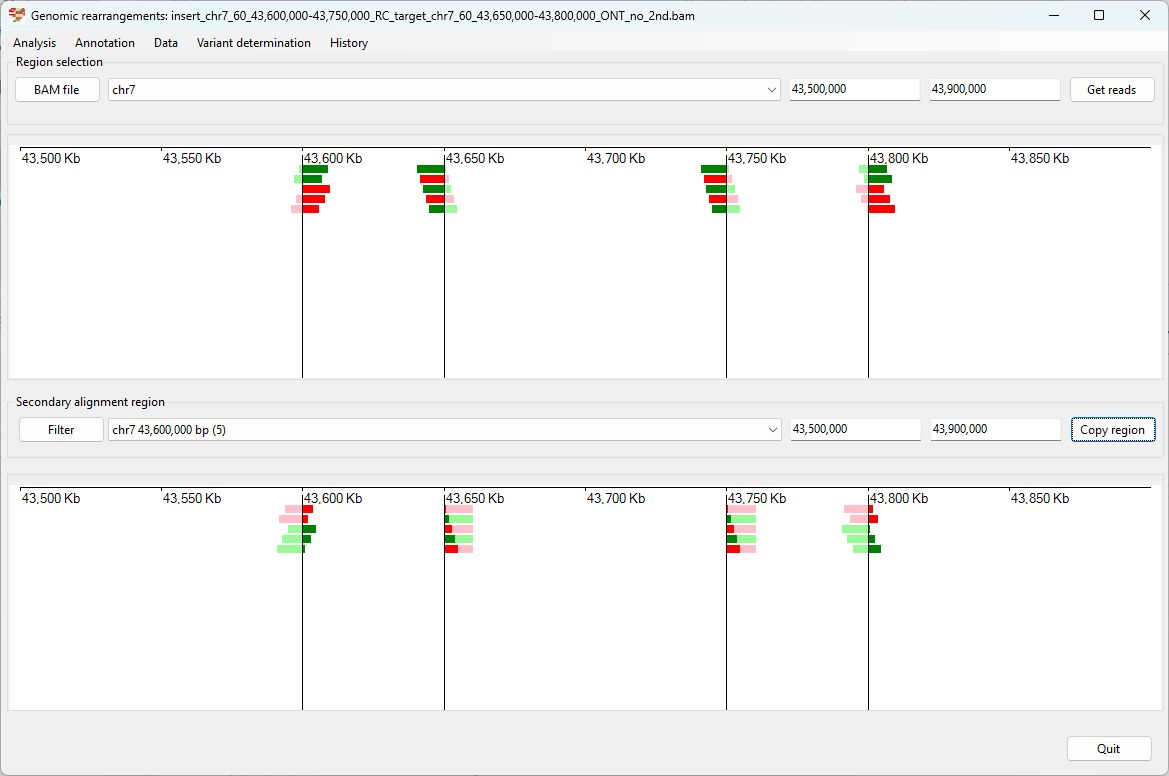 Genomic rearrangements: insert_chr7_60_43,600,000-43,750,000_RC_target_chr7_60_43,650,000-43,800,000_ONT_no_2nd.bam
Analysis Annotation Data Variant determination History
Region selection
BAM file chr7 43,500,000 43,900,000 Get reads
43,500 Kb 43,550 Kb 43,600 Kb 43,650 Kb 43,700 Kb 43,750 Kb 43,800 Kb 43,850 Kb
Secondary alignment region
Filter chr7 43,600,000 bp (5) 43,500,000 43,900,000 Copy region
43,500 Kb 43,550 Kb 43,600 Kb 43,650 Kb 43,700 Kb 43,750 Kb 43,800 Kb 43,850 Kb
Quit